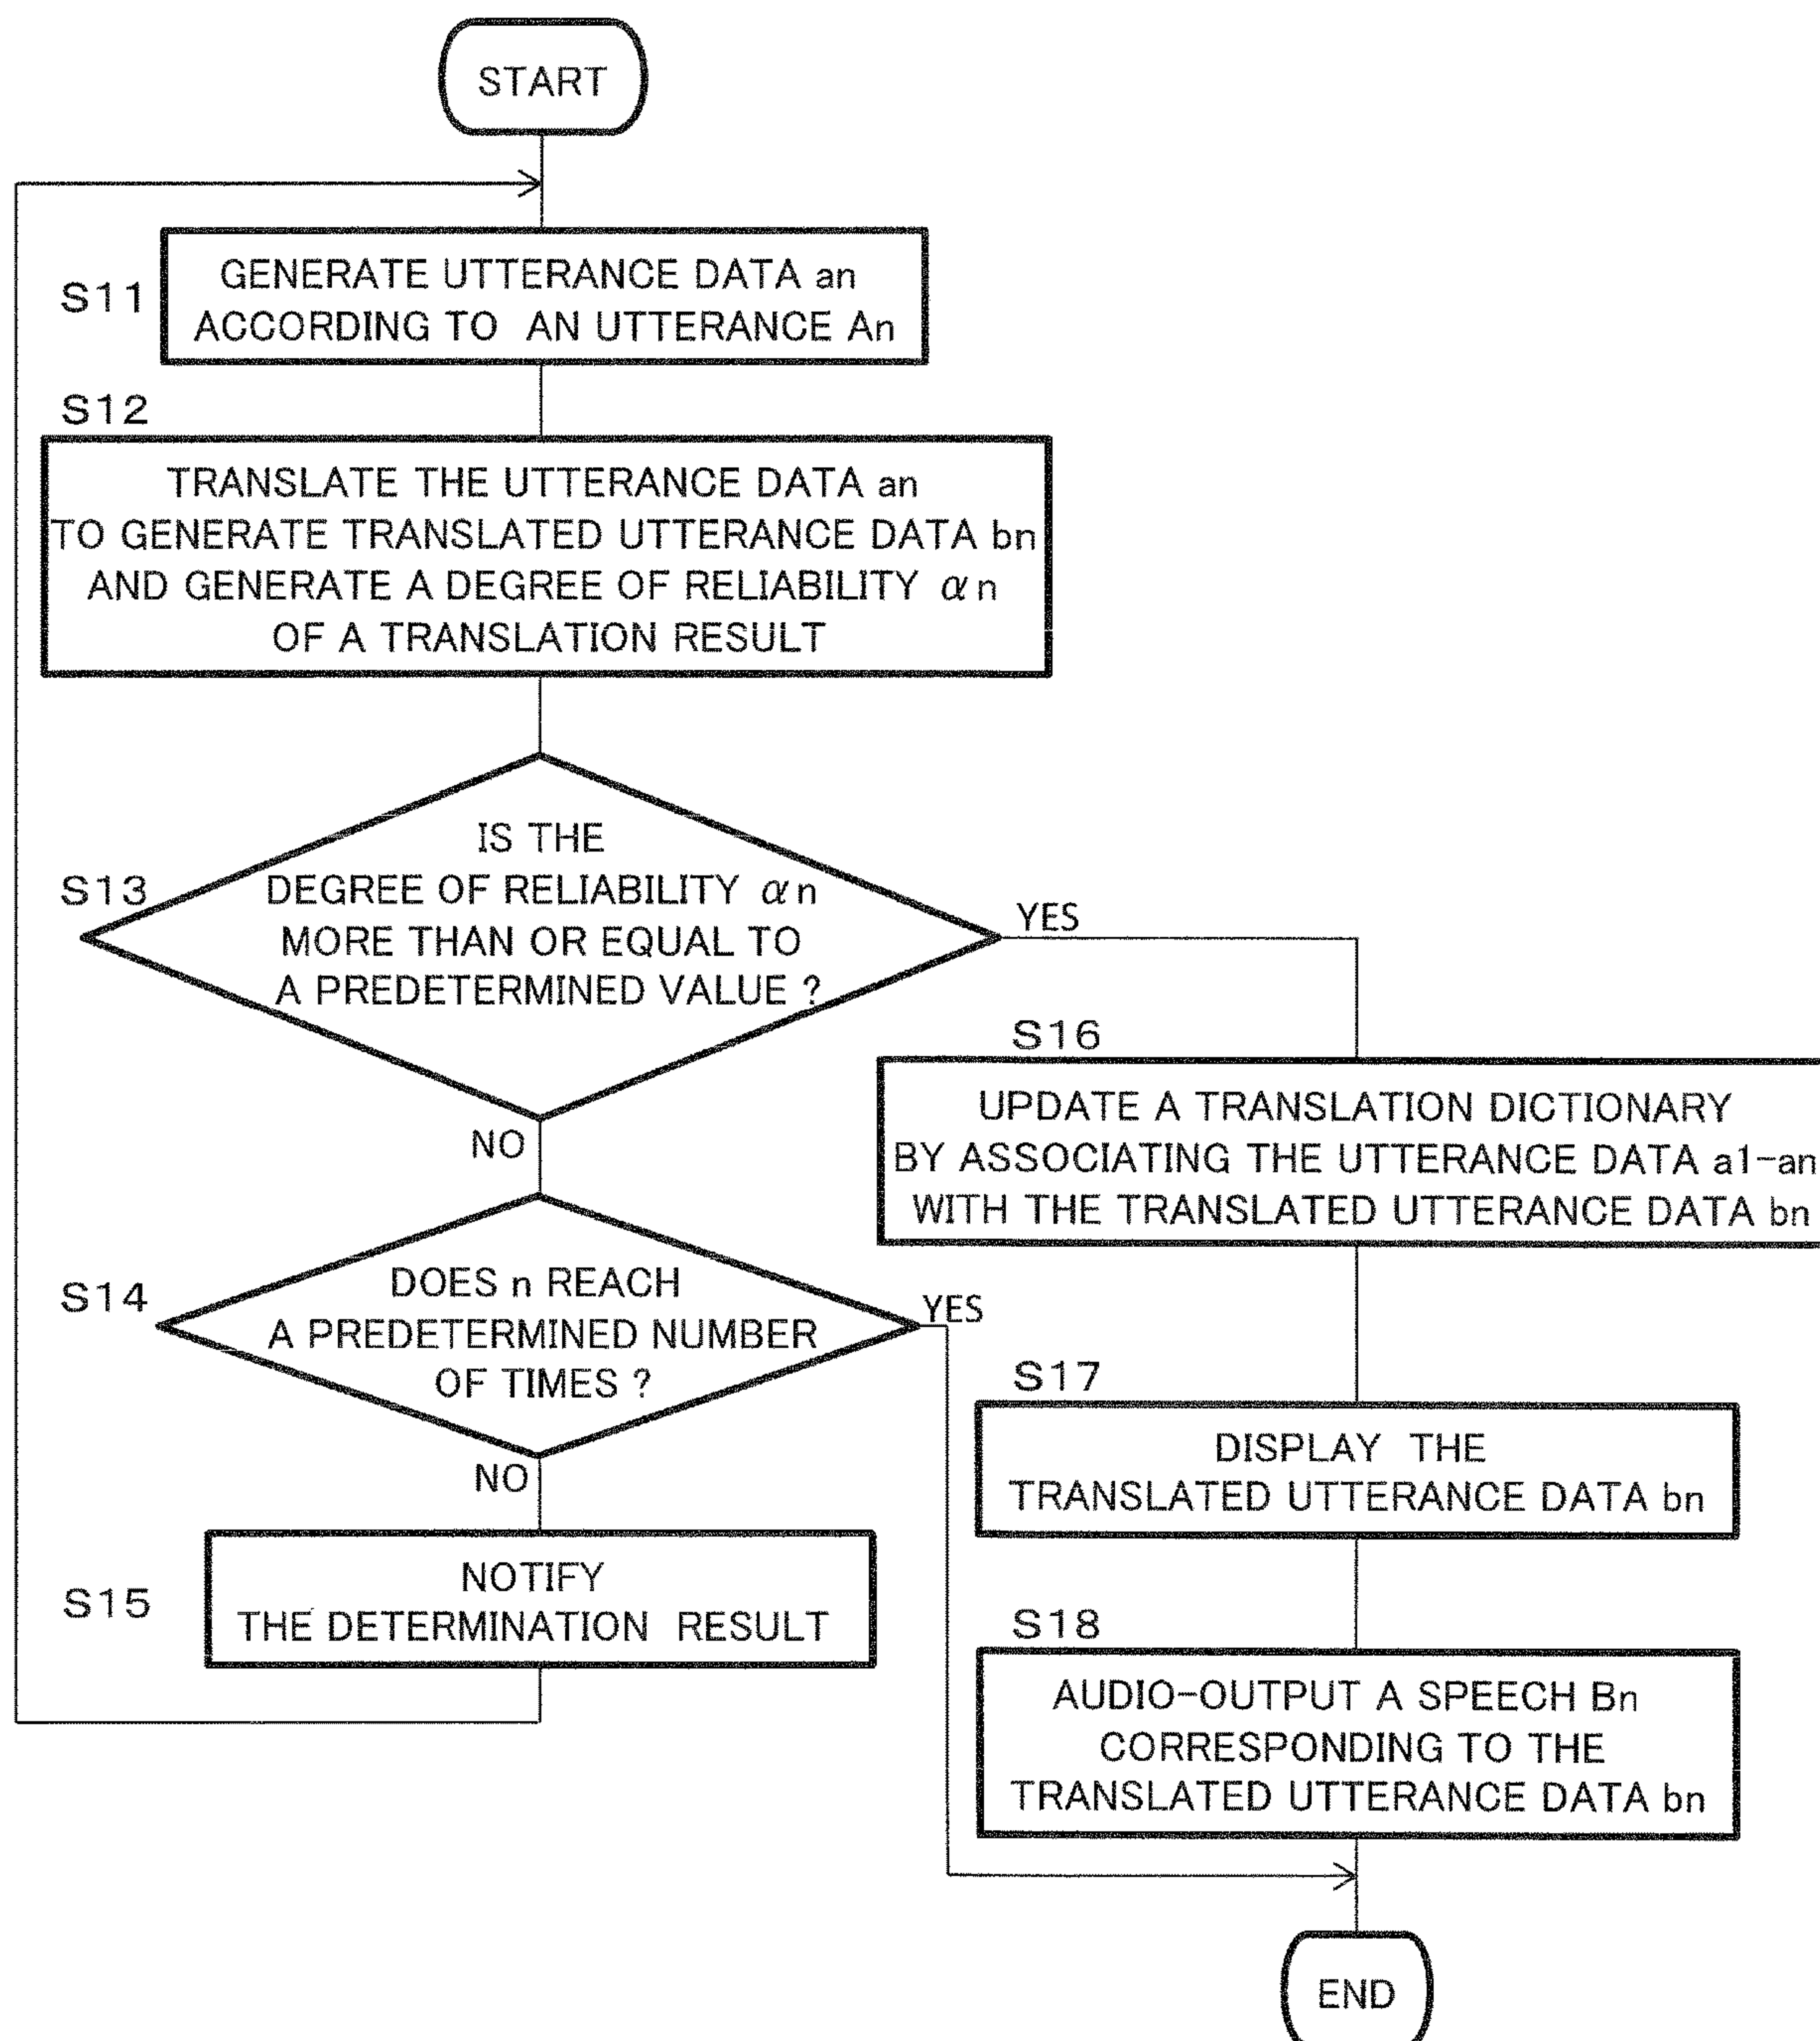 START
S11
GENERATE UTTERANCE DATA an
ACCORDING TO AN UTTERANCE An
S12
TRANSLATE THE UTTERANCE DATA an
TO GENERATE TRANSLATED UTTERANCE DATA bn
AND GENERATE A DEGREE OF RELIABILITY αn
OF A TRANSLATION RESULT
S13
IS THE
DEGREE OF RELIABILITY αn
MORE THAN OR EQUAL TO
A PREDETERMINED VALUE ?
YES
NO
S14
DOES n REACH
A PREDETERMINED NUMBER
OF TIMES ?
YES
NO
S15
NOTIFY
THE DETERMINATION RESULT
S16
UPDATE A TRANSLATION DICTIONARY
BY ASSOCIATING THE UTTERANCE DATA a1-an
WITH THE TRANSLATED UTTERANCE DATA bn
S17
DISPLAY THE
TRANSLATED UTTERANCE DATA bn
S18
AUDIO-OUTPUT A SPEECH Bn
CORRESPONDING TO THE
TRANSLATED UTTERANCE DATA bn
END